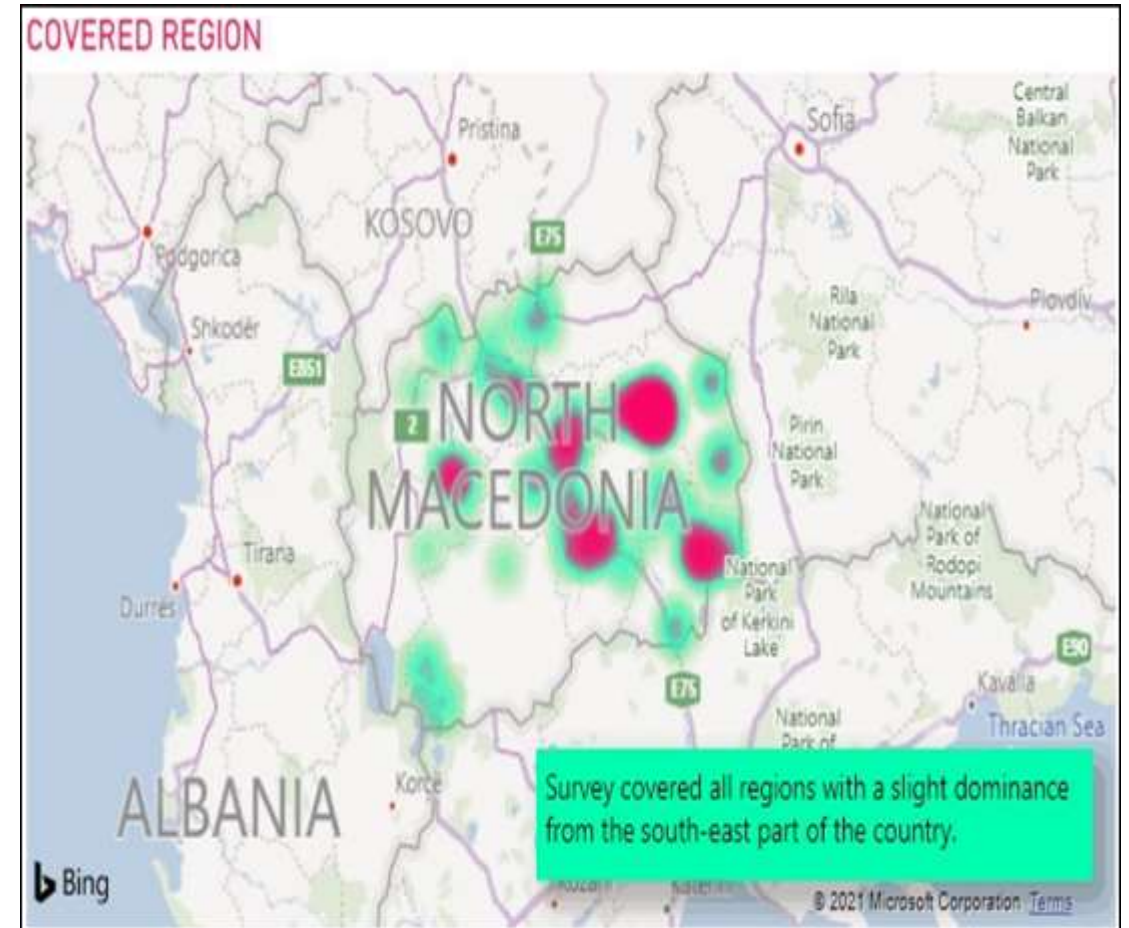 COVERED REGION
Central
Balkan
National
Park
Sofia
Pristina
KOSOVO
E75
Podgorica
Rila
National
Park
Plovdiv
Shkodër
E851
NORTH
2
MACEDONIA
Pirin
National
Park
National
Park of
Rodopi
Mountains
Tirana
National
Park
of Kerkini
Lake
Durrës
E90
Kavala
E75
Thracian Sea
National
Park of
Korçë
ALBANIA
Survey covered all regions with a slight dominance
from the south-east part of the country.
Bing
Kozani
Katerini
© 2021 Microsoft Corporation Terms